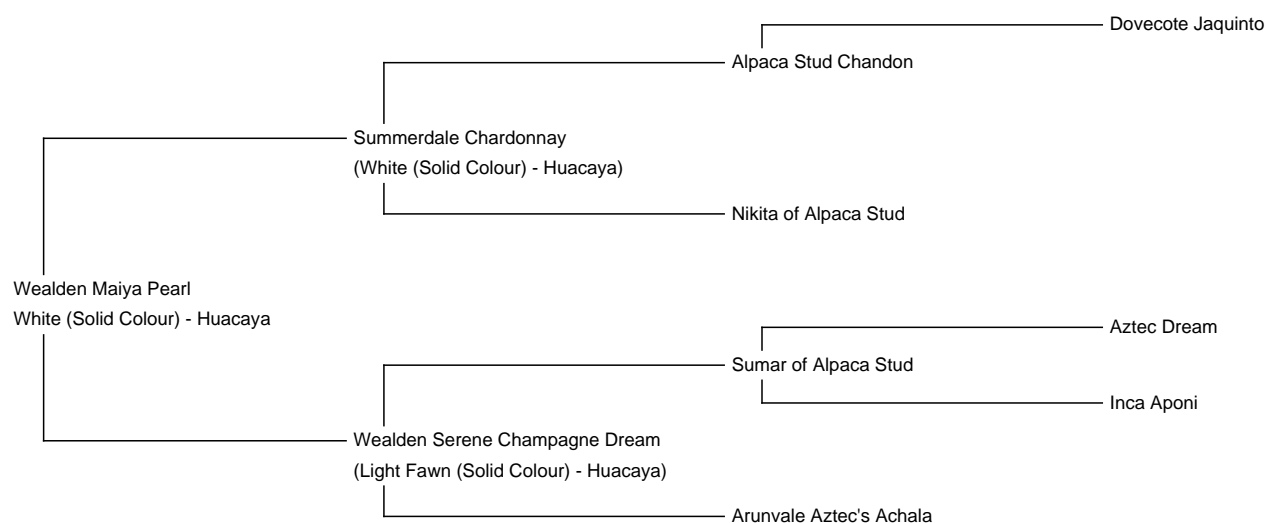 Dovecote Jaquinto
Alpaca Stud Chandon
Summerdale Chardonnay
(White (Solid Colour) - Huacaya)
Nikita of Alpaca Stud
Wealden Maiya Pearl
White (Solid Colour) - Huacaya
Aztec Dream
Sumar of Alpaca Stud
Inca Aponi
Wealden Serene Champagne Dream
(Light Fawn (Solid Colour) - Huacaya)
Arunvale Aztec's Achala